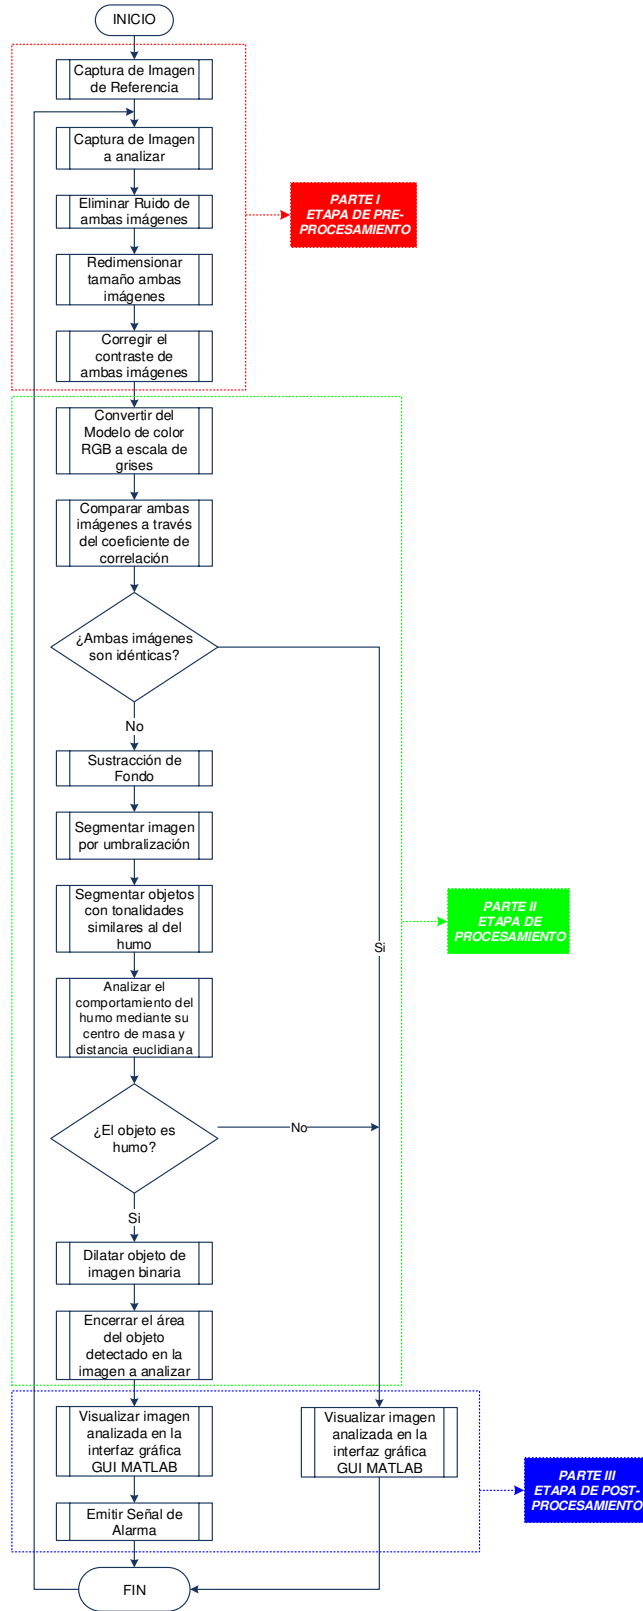 INICIO
Captura de Imagen
de Referencia
Captura de Imagen
a analizar
Eliminar Ruido de
ambas imágenes
Redimensionar
tamaño ambas
imágenes
Corregir el
contraste de
ambas imágenes
PARTE I
ETAPA DE PRE-
PROCESAMIENTO
Convertir del
Modelo de color
RGB a escala de
grises
Comparar ambas
imágenes a través
del coeficiente de
correlación
¿Ambas imágenes
son idénticas?
No
Sustracción de
Fondo
Segmentar imagen
por umbralización
Segmentar objetos
con tonalidades
similares al del
humo
Si
PARTE II
ETAPA DE
PROCESAMIENTO
Analizar el
comportamiento del
humo mediante su
centro de masa y
distancia euclidiana
¿El objeto es
humo?
No
Si
Dilatar objeto de
imagen binaria
Encerrar el área
del objeto
detectado en la
imagen a analizar
Visualizar imagen
analizada en la
interfaz gráfica
GUI MATLAB
Visualizar imagen
analizada en la
interfaz gráfica
GUI MATLAB
PARTE III
ETAPA DE POST-
PROCESAMIENTO
Emitir Señal de
Alarma
FIN